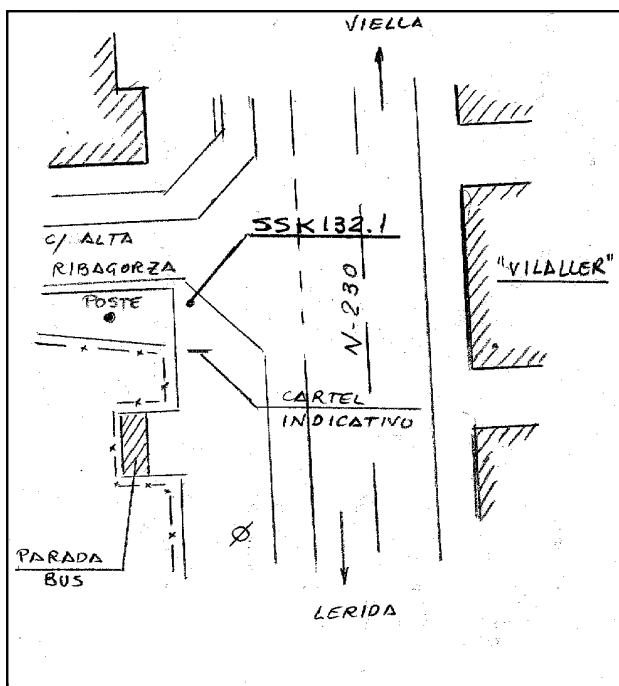 VIELLA
SSK132.1
C/ ALTA
RIBAGORZA
POSTE
"VILALLER"
N-230
CARTEL
INDICATIVO
PARADA
BUS
LERIDA